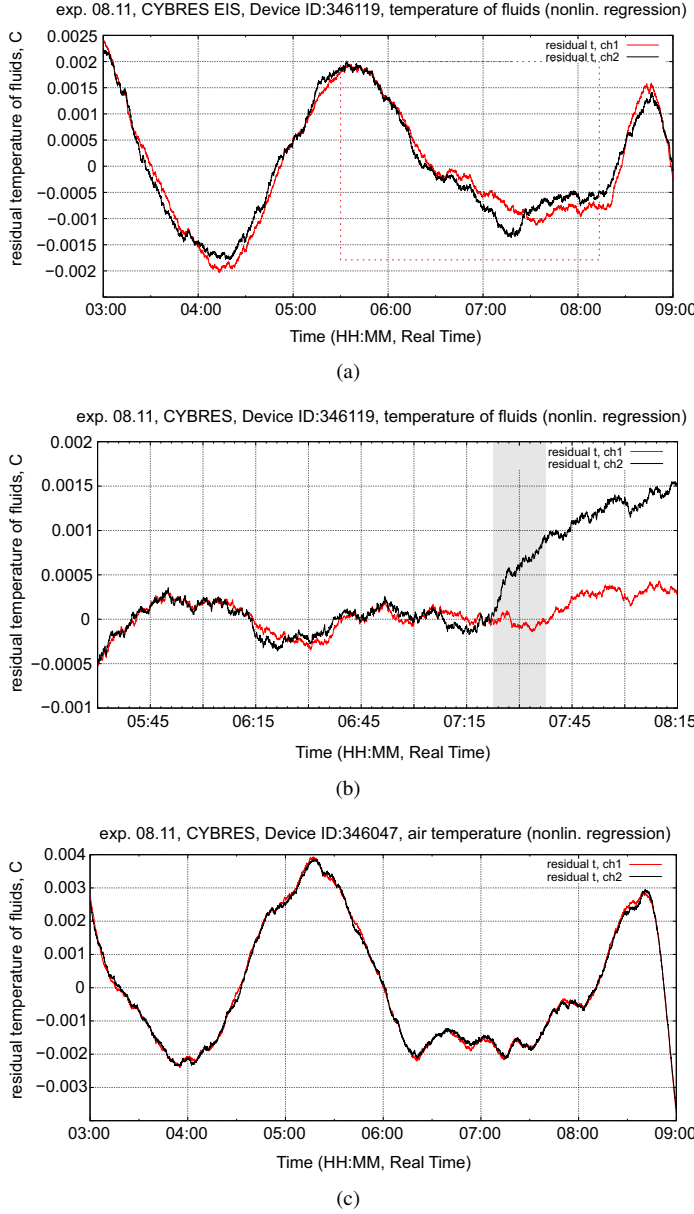 exp. 08.11, CYBRES EIS, Device ID:346119, temperature of fluids (nonlin. regression)
residual temperature of fluids, C
0.0025
0.002
0.0015
0.001
0.0005
0
−0.0005
−0.001
−0.0015
−0.002
residual t, ch1
residual t, ch2
03:00 04:00 05:00 06:00 07:00 08:00 09:00
Time (HH:MM, Real Time)
(a)
exp. 08.11, CYBRES, Device ID:346119, temperature of fluids (nonlin. regression)
residual temperature of fluids, C
0.002
0.0015
0.001
0.0005
0
−0.0005
−0.001
residual t, ch1
residual t, ch2
05:45 06:15 06:45 07:15 07:45 08:15
Time (HH:MM, Real Time)
(b)
exp. 08.11, CYBRES, Device ID:346047, air temperature (nonlin. regression)
residual temperature of fluids, C
0.004
0.003
0.002
0.001
0
−0.001
−0.002
−0.003
residual t, ch1
residual t, ch2
03:00 04:00 05:00 06:00 07:00 08:00 09:00
Time (HH:MM, Real Time)
(c)